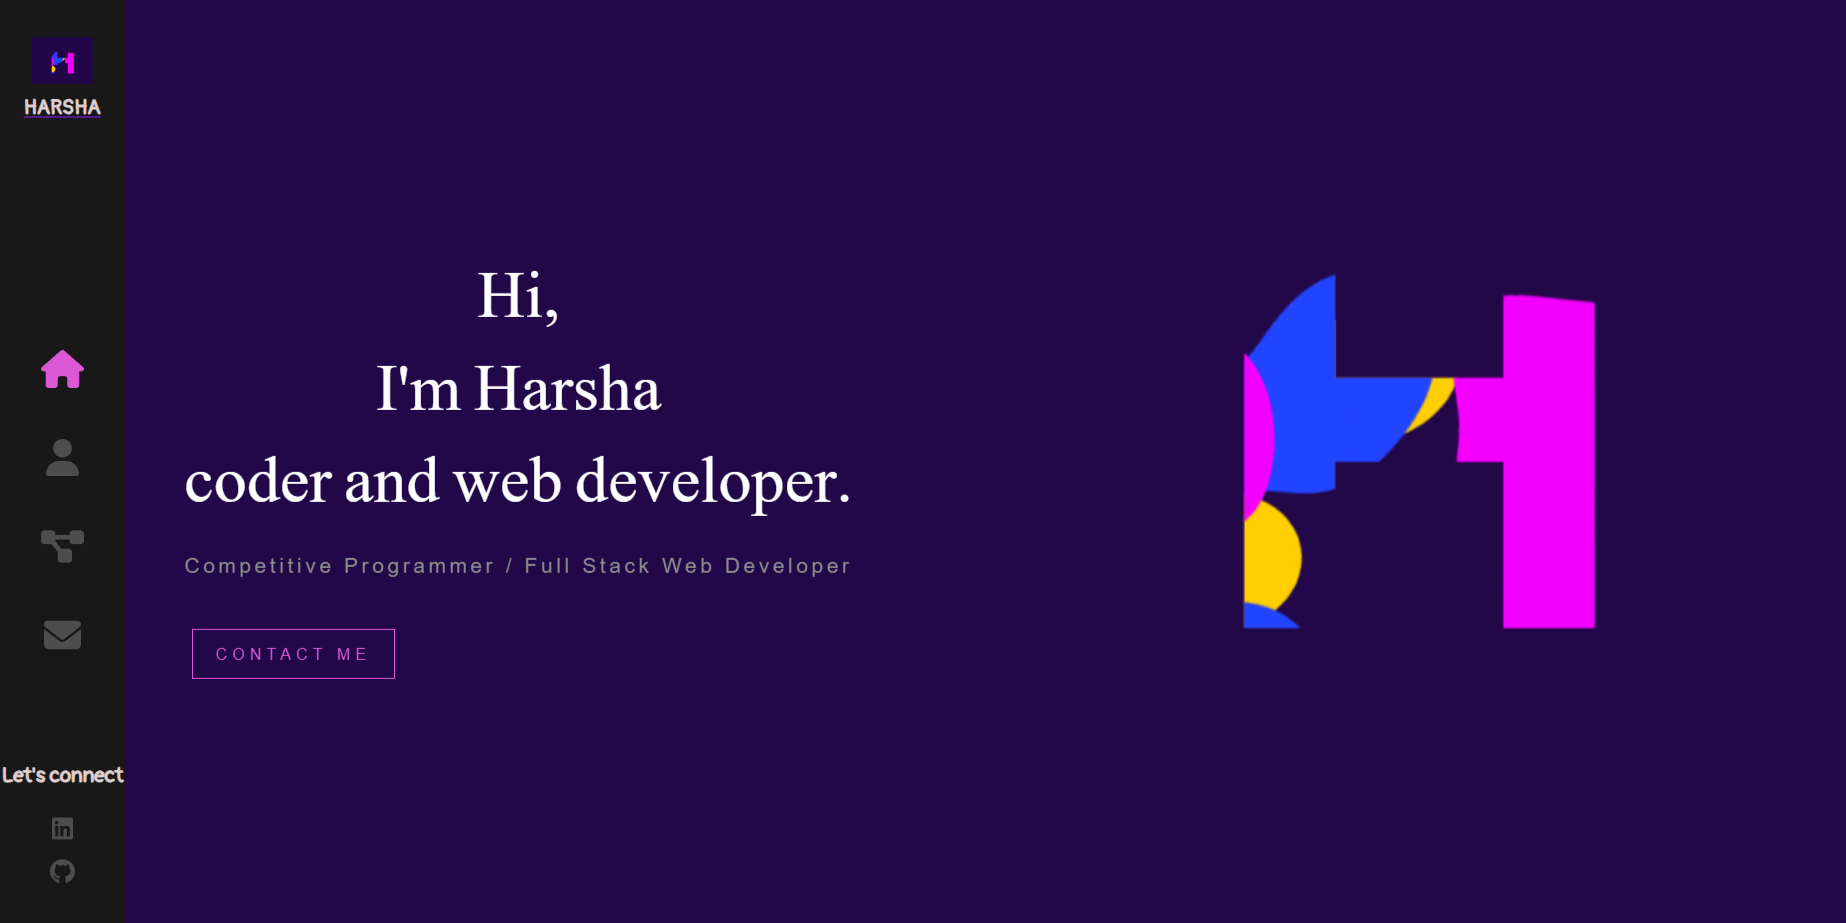 HARSHA
Let's connect
Hi,
I'm Harsha
coder and web developer.
Competitive Programmer / Full Stack Web Developer
CONTACT ME